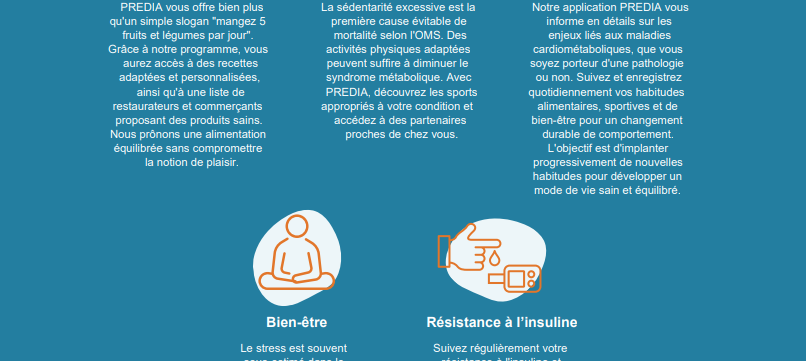 PREDIA vous offre bien plus
qu'un simple slogan "mangez 5
fruits et légumes par jour".
Grâce à notre programme, vous
aurez accès à des recettes
adaptées et personnalisées,
ainsi qu'à une liste de
restaurateurs et commerçants
proposant des produits sains.
Nous prônons une alimentation
équilibrée sans compromettre
la notion de plaisir.
La sédentarité excessive est la
première cause évitable de
mortalité selon l'OMS. Des
activités physiques adaptées
peuvent suffire à diminuer le
syndrome métabolique. Avec
PREDIA, découvrez les sports
appropriés à votre condition et
accédez à des partenaires
proches de chez vous.
Notre application PREDIA vous
informe en détails sur les
enjeux liés aux maladies
cardiométaboliques, que vous
soyez porteur d'une pathologie
ou non. Suivez et enregistrez
quotidiennement vos habitudes
alimentaires, sportives et de
bien-être pour un changement
durable de comportement.
L'objectif est d'implanter
progressivement de nouvelles
habitudes pour développer un
mode de vie sain et équilibré.
Bien-être
Le stress est souvent
Résistance à l'insuline
Suivez régulièrement votre
résistance à l'insuline et